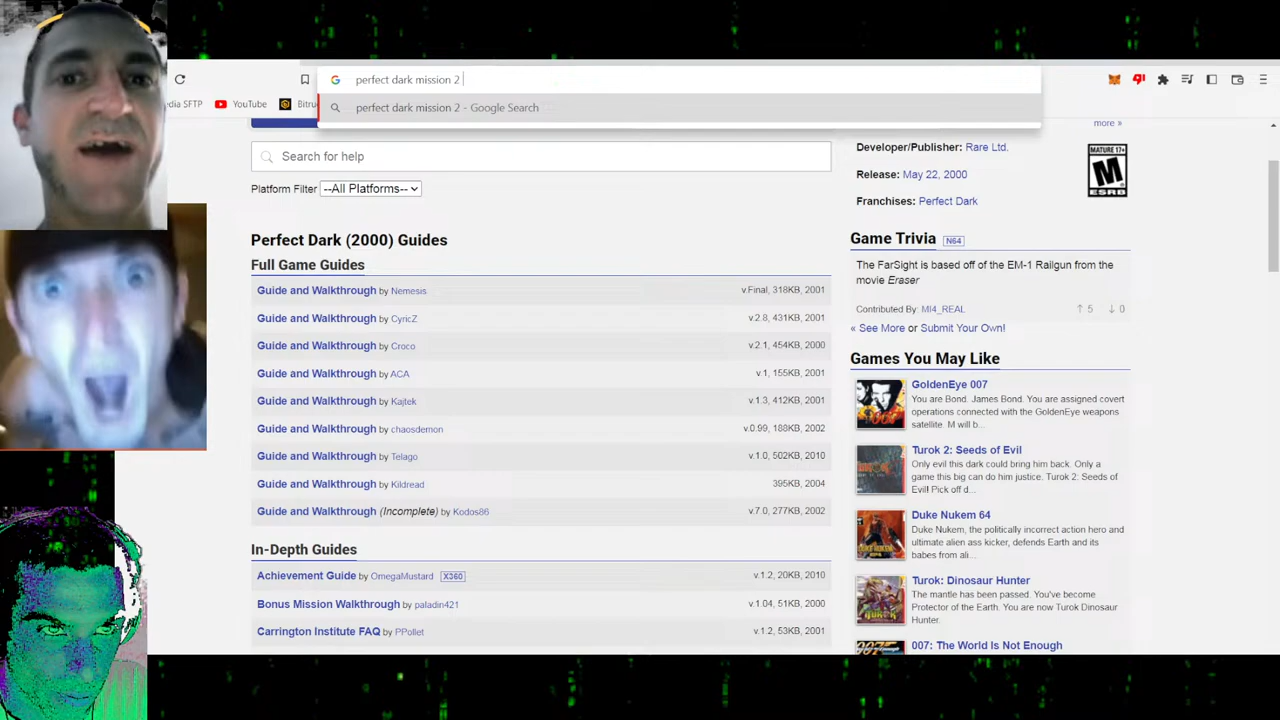 perfect dark mission 2
edia SFTP
YouTube
Bitru
perfect dark mission 2 - Google Search
more »
Search for help
Platform Filter --All Platforms--
Perfect Dark (2000) Guides
Full Game Guides
Guide and Walkthrough by Nemesis v.Final, 318KB, 2001
Guide and Walkthrough by CyricZ v.2.8, 431KB, 2001
Guide and Walkthrough by Croco v.2.1, 454KB, 2000
Guide and Walkthrough by ACA v.1, 155KB, 2001
Guide and Walkthrough by Kajtek v.1.3, 412KB, 2001
Guide and Walkthrough by chaosdemon v.0.99, 188KB, 2002
Guide and Walkthrough by Telago v.1.0, 502KB, 2010
Guide and Walkthrough by Kildread 395KB, 2004
Guide and Walkthrough (Incomplete) by Kodos86 v.7.0, 277KB, 2002
In-Depth Guides
Achievement Guide by OmegaMustard X360 v.1.2, 20KB, 2010
Bonus Mission Walkthrough by paladin421 v.1.04, 51KB, 2000
Carrington Institute FAQ by PPollet v.1.2, 53KB, 2001
Developer/Publisher: Rare Ltd.
Release: May 22, 2000
Franchises: Perfect Dark
MATURE 17+
M
ESRB
Game Trivia N64
The FarSight is based off of the EM-1 Railgun from the
movie Eraser
Contributed By: MI4_REAL ↑ 5 ↓ 0
« See More or Submit Your Own!
Games You May Like
GoldenEye 007
You are Bond. James Bond. You are assigned covert
operations connected with the GoldenEye weapons
satellite. M will b...
Turok 2: Seeds of Evil
Only evil this dark could bring him back. Only a
game this big can do him justice. Turok 2: Seeds of
Evil! Pick off d...
Duke Nukem 64
Duke Nukem, the politically incorrect action hero and
ultimate alien ass kicker, defends Earth and its
babes from ali...
Turok: Dinosaur Hunter
The mantle has been passed. You've become
Protector of the Earth. You are now Turok Dinosaur
Hunter.
007: The World Is Not Enough